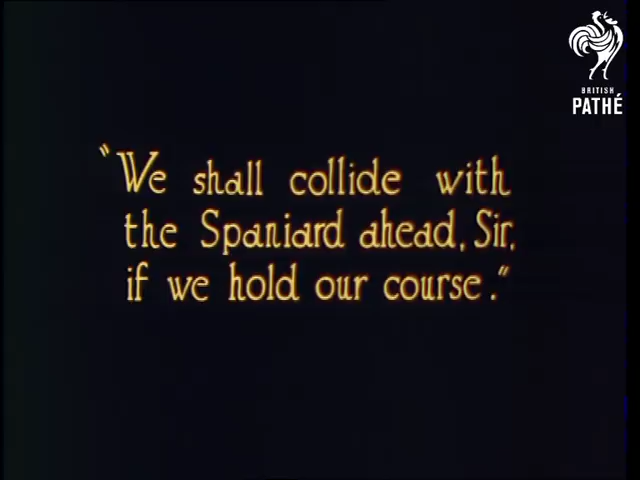 BRITISH
PATHÉ
"We shall collide with
the Spaniard ahead, Sir,
if we hold our course."